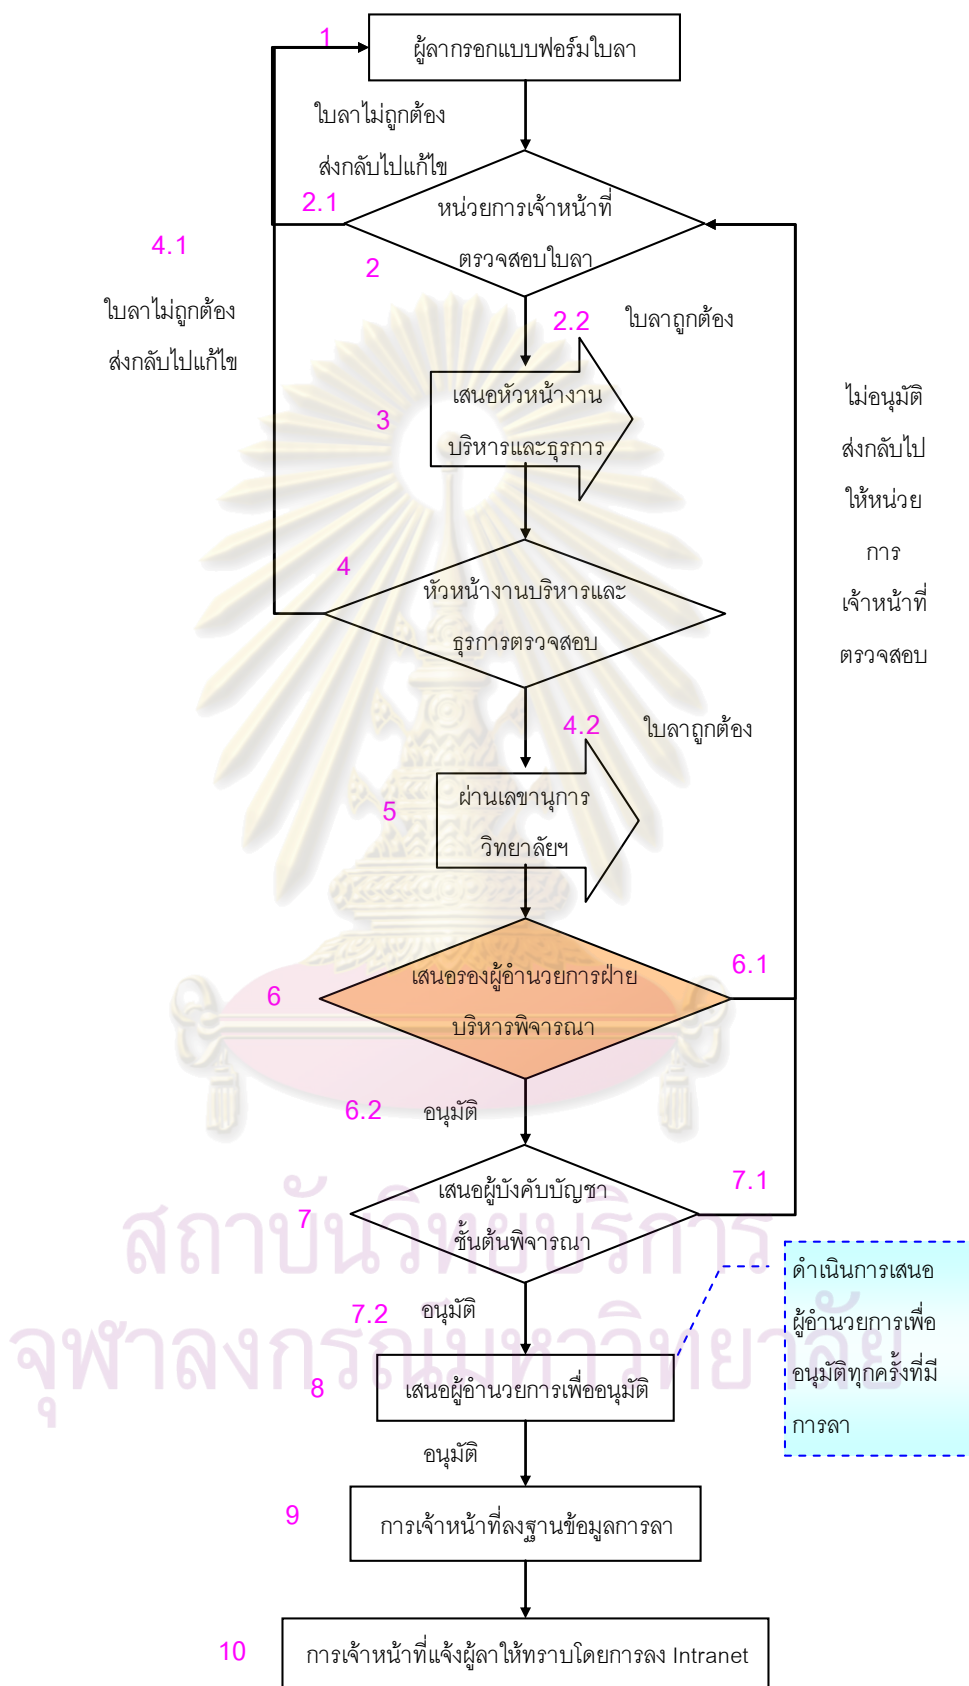 1
ผู้ลากรอกแบบฟอร์มใบลา
ใบลาไม่ถูกต้อง
ส่งกลับไปแก้ไข
2.1
หน่วยการเจ้าหน้าที่
ตรวจสอบใบลา
2
4.1
ใบลาไม่ถูกต้อง
ส่งกลับไปแก้ไข
2.2
ใบลาถูกต้อง
3
เสนอหัวหน้างาน
บริหารและธุรการ
ไม่อนุมัติ
ส่งกลับไป
ให้หน่วย
การ
เจ้าหน้าที่
ตรวจสอบ
4
หัวหน้างานบริหารและ
ธุรการตรวจสอบ
4.2
ใบลาถูกต้อง
5
ผ่านเลขานุการ
วิทยาลัยฯ
6
เสนอรองผู้อำนวยการฝ่าย
บริหารพิจารณา
6.1
6.2
อนุมัติ
7
เสนอผู้บังคับบัญชา
ชั้นต้นพิจารณา
7.1
7.2
อนุมัติ
ดำเนินการเสนอ
ผู้อำนวยการเพื่อ
อนุมัติทุกครั้งที่มี
การลา
8
เสนอผู้อำนวยการเพื่ออนุมัติ
อนุมัติ
9
การเจ้าหน้าที่ลงฐานข้อมูลการลา
10
การเจ้าหน้าที่แจ้งผู้ลาให้ทราบโดยการลง Intranet
สถาบันวิทยบริการ
จุฬาลงกรณ์มหาวิทยาลัย